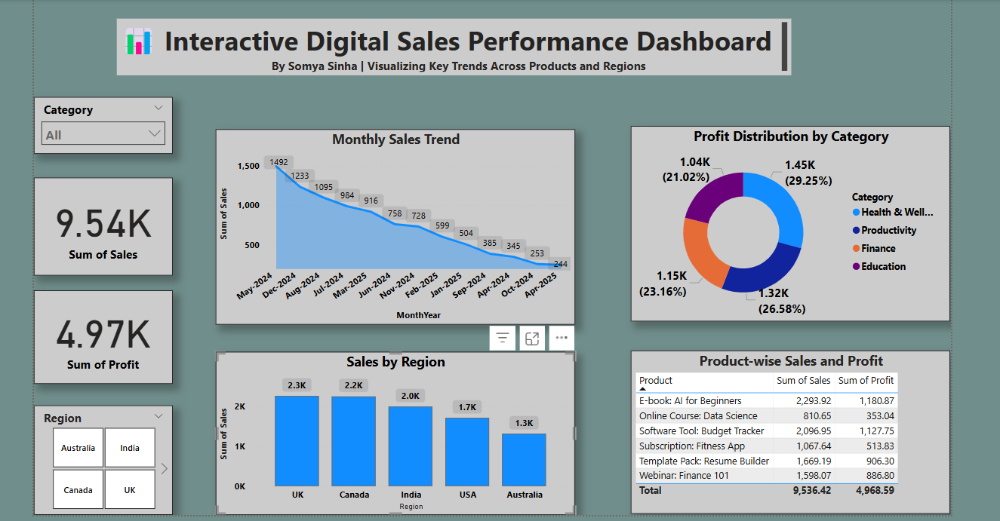 Interactive Digital Sales Performance Dashboard
By Somya Sinha | Visualizing Key Trends Across Products and Regions
Category
All
9.54K
Sum of Sales
4.97K
Sum of Profit
Region
Australia India
Canada UK
Monthly Sales Trend
Sum of Sales
1,500
1,000
500
1492 1233 1095 984 916 758 728 599 504 385 345 253 244
May-2024 Dec-2024 Aug-2024 Jul-2024 Mar-2025 Jun-2024 Nov-2024 Feb-2025 Jan-2025 Sep-2024 Apr-2024 Oct-2024 Apr-2025
MonthYear
Sales by Region
Sum of Sales
2K
1K
0K
2.3K 2.2K 2.0K 1.7K 1.3K
UK Canada India USA Australia
Region
Profit Distribution by Category
1.04K
(21.02%)
1.45K
(29.25%)
1.15K
(23.16%)
1.32K
(26.58%)
Category
Health & Well...
Productivity
Finance
Education
Product-wise Sales and Profit
Product Sum of Sales Sum of Profit
E-book: AI for Beginners 2,293.92 1,180.87
Online Course: Data Science 810.65 353.04
Software Tool: Budget Tracker 2,096.95 1,127.75
Subscription: Fitness App 1,067.64 513.83
Template Pack: Resume Builder 1,669.19 906.30
Webinar: Finance 101 1,598.07 886.80
Total 9,536.42 4,968.59